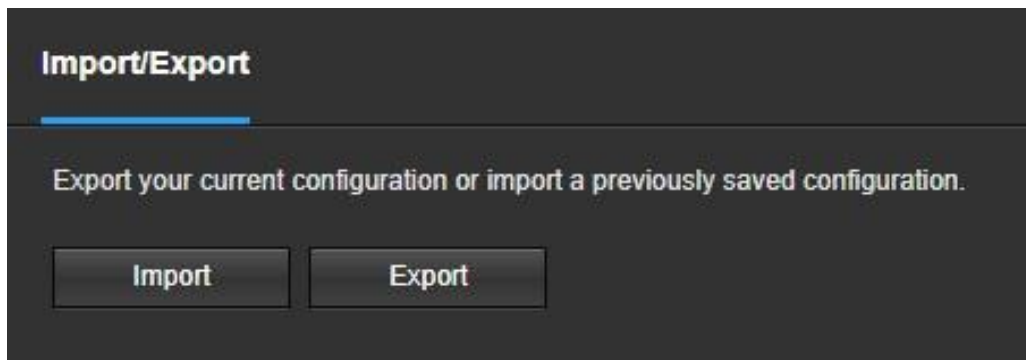 Import/Export
Export your current configuration or import a previously saved configuration.
Import Export